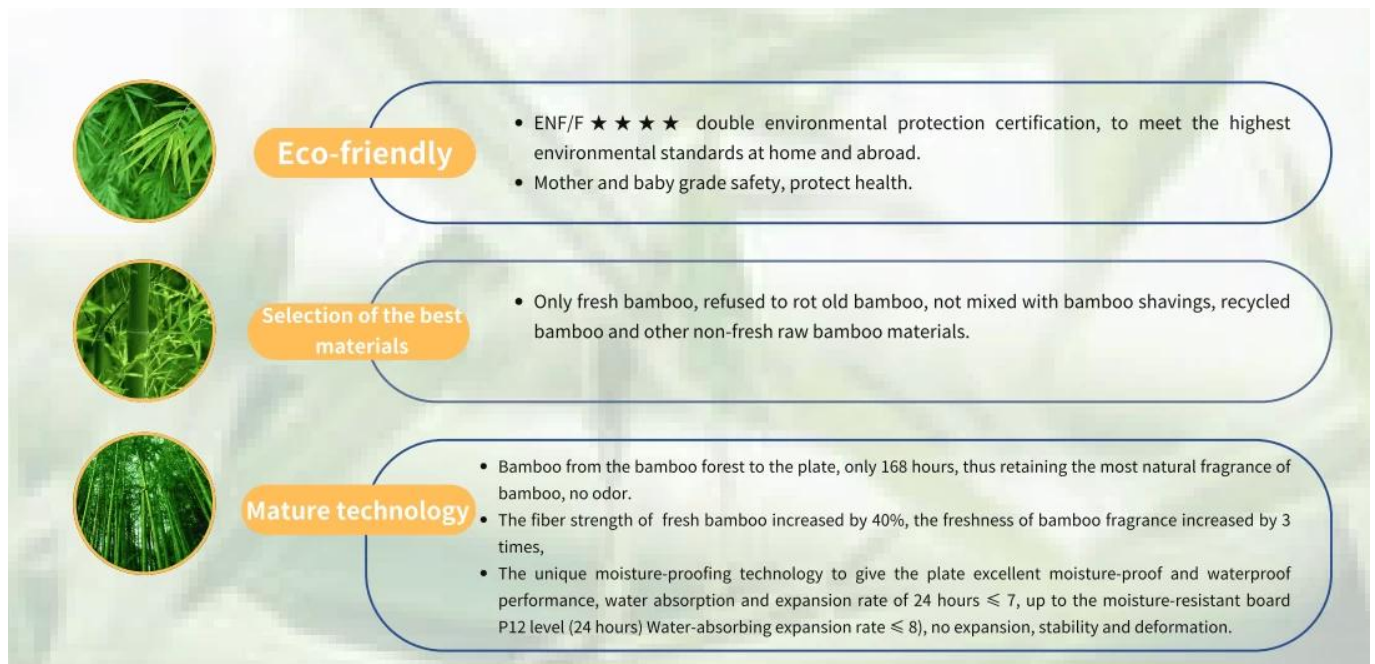 Eco-friendly
• ENF/F ★ ★ ★ ★ double environmental protection certification, to meet the highest
environmental standards at home and abroad.
• Mother and baby grade safety, protect health.
Selection of the best
materials
• Only fresh bamboo, refused to rot old bamboo, not mixed with bamboo shavings, recycled
bamboo and other non-fresh raw bamboo materials.
Mature technology
• Bamboo from the bamboo forest to the plate, only 168 hours, thus retaining the most natural fragrance of
bamboo, no odor.
• The fiber strength of fresh bamboo increased by 40%, the freshness of bamboo fragrance increased by 3
times,
• The unique moisture-proofing technology to give the plate excellent moisture-proof and waterproof
performance, water absorption and expansion rate of 24 hours ⩽ 7, up to the moisture-resistant board
P12 level (24 hours) Water-absorbing expansion rate ⩽ 8), no expansion, stability and deformation.